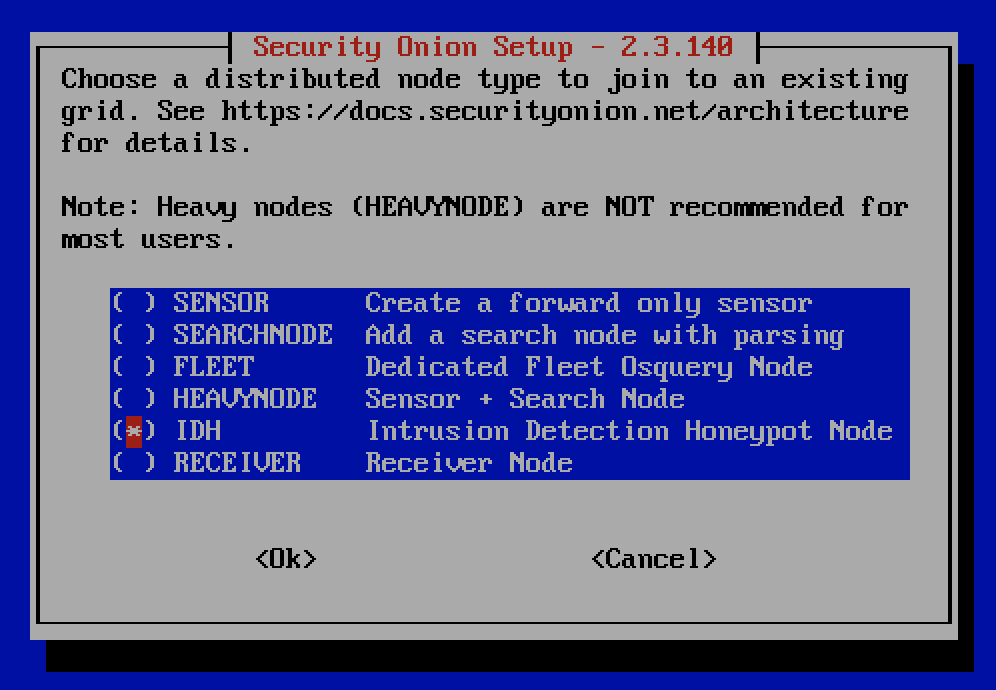 Security Onion Setup - 2.3.140
Choose a distributed node type to join to an existing
grid. See https://docs.securityonion.net/architecture
for details.
Note: Heavy nodes (HEAVYNODE) are NOT recommended for
most users.
( ) SENSOR Create a forward only sensor
( ) SEARCHNODE Add a search node with parsing
( ) FLEET Dedicated Fleet Osquery Node
( ) HEAVYNODE Sensor + Search Node
(*) IDH Intrusion Detection Honeypot Node
( ) RECEIVER Receiver Node
<Ok> <Cancel>